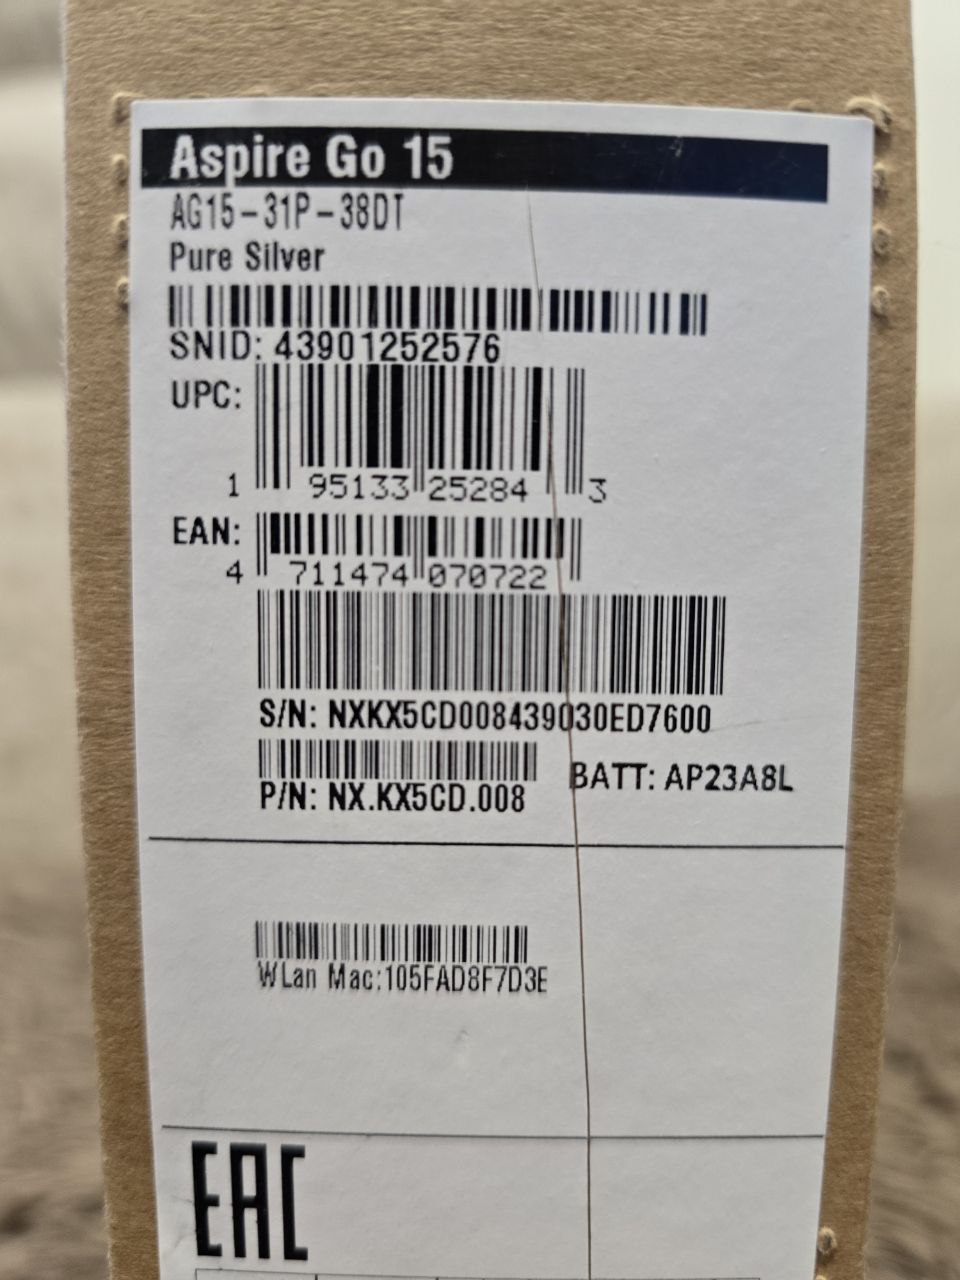 Aspire Go 15
AG15-31P-38DT
Pure Silver
SNID: 43901252576
UPC:
1 95133 25284 3
EAN:
4 711474 070722
S/N: NXKX5CD008439030ED7600
P/N: NX.KX5CD.008
BATT: AP23A8L
WLan Mac:105FAD8F7D3E
EAC